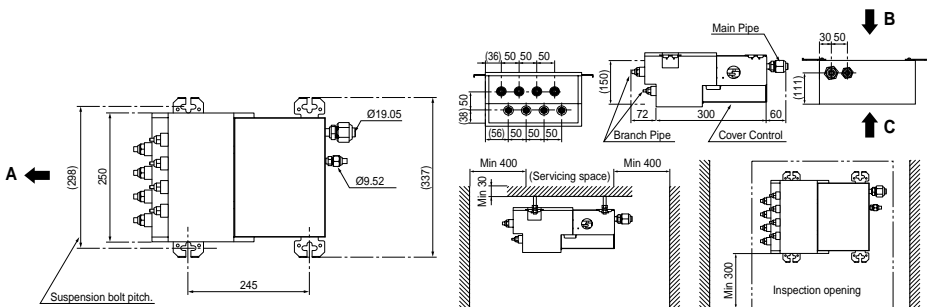 A
(298)
250
Ø19.05
Ø9.52
(337)
245
Suspension bolt pitch.
(36) 50 50 50
50
(38)
(56) 50 50 50
(150)
72
300
60
Main Pipe
Branch Pipe
Cover Control
B
30 50
(111)
C
Min 400
(Servicing space)
Min 400
Min 30
Min 300
Inspection opening